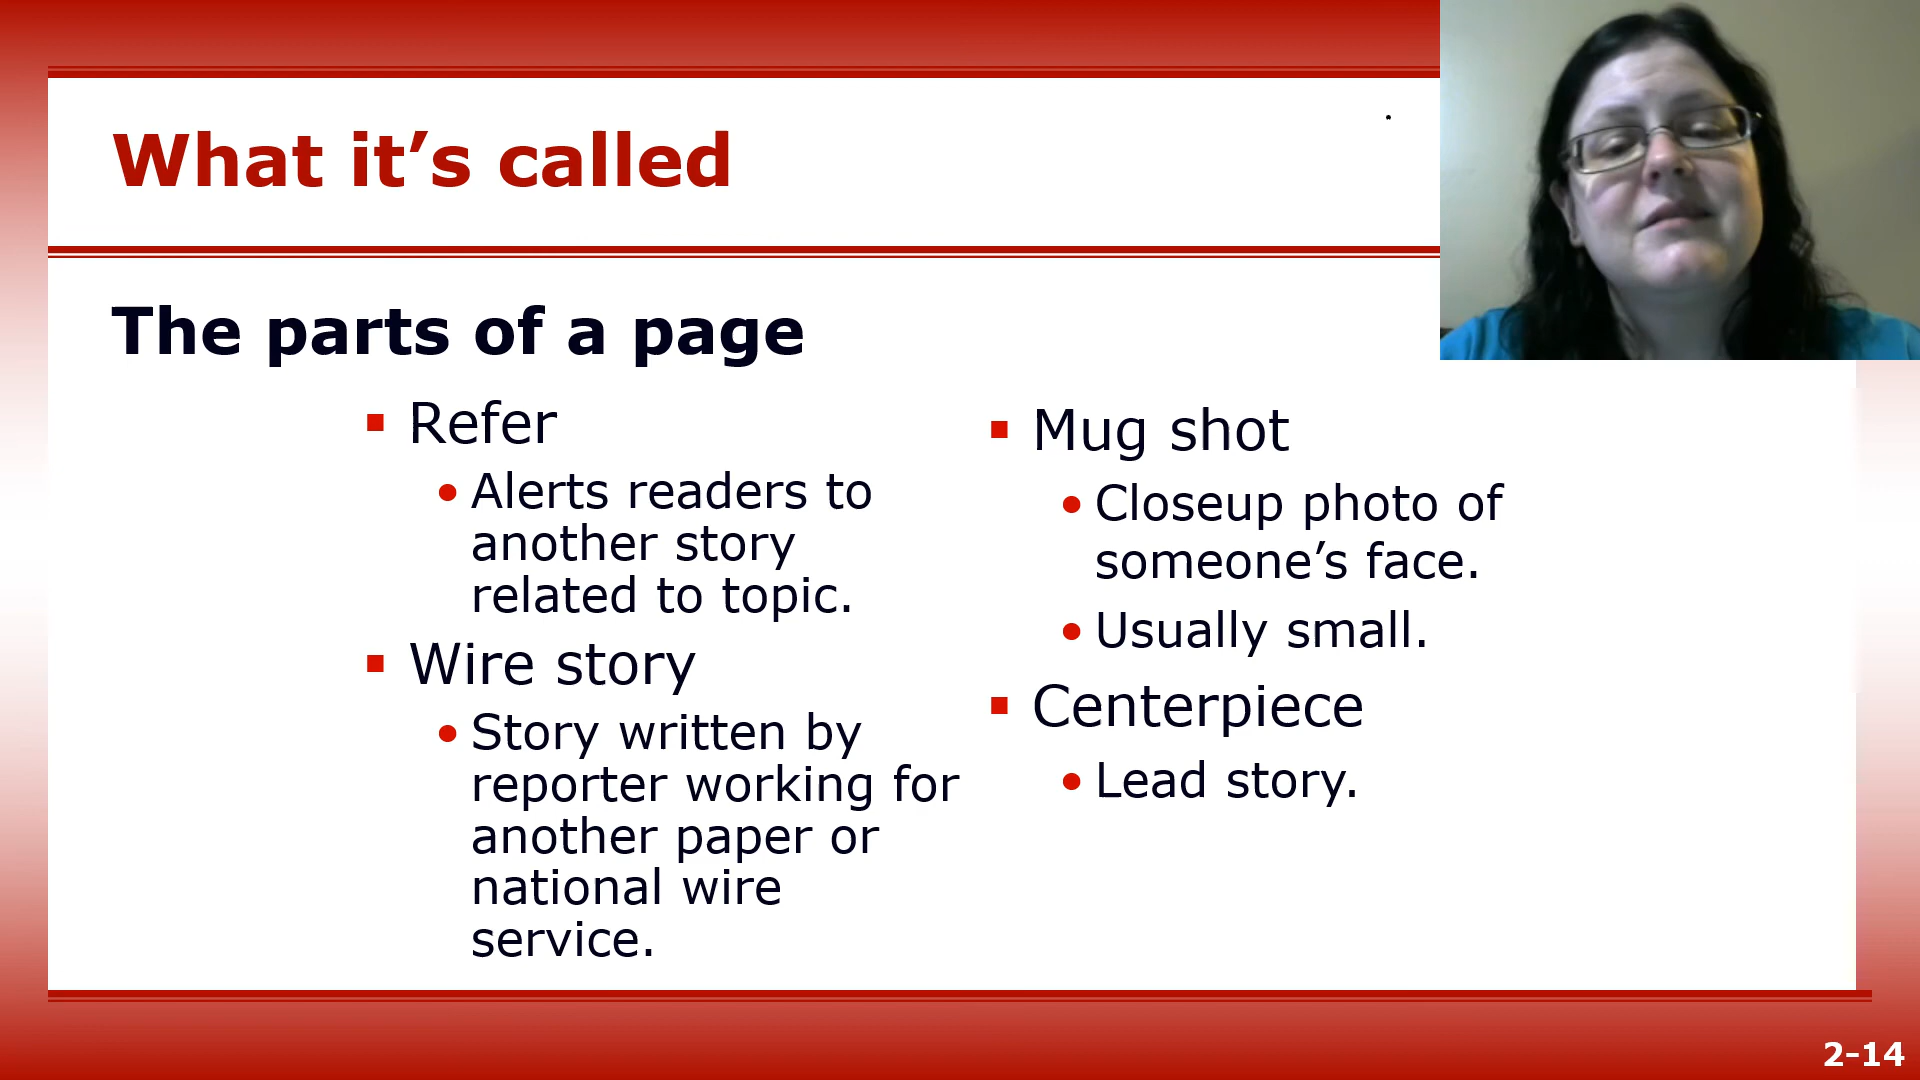 What it’s called
The parts of a page
Refer
Alerts readers to
another story
related to topic.
Wire story
Story written by
reporter working for
another paper or
national wire
service.
Mug shot
Closeup photo of
someone’s face.
Usually small.
Centerpiece
Lead story.
2-14